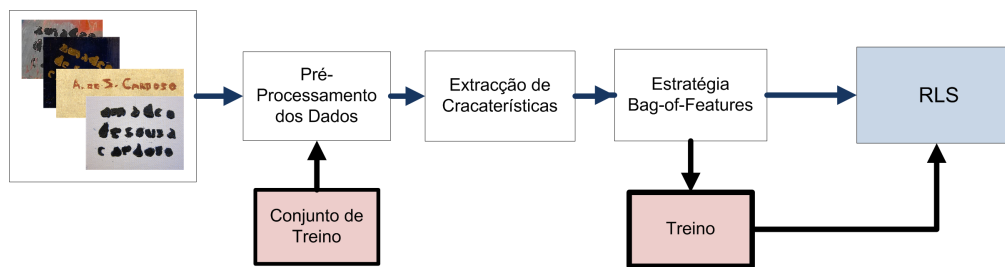 amadeo
de souza
cardoso
A. DE S. CARDOSO
Pré-
Processamento
dos Dados
Extracção de
Cracaterísticas
Estratégia
Bag-of-Features
RLS
Conjunto de
Treino
Treino